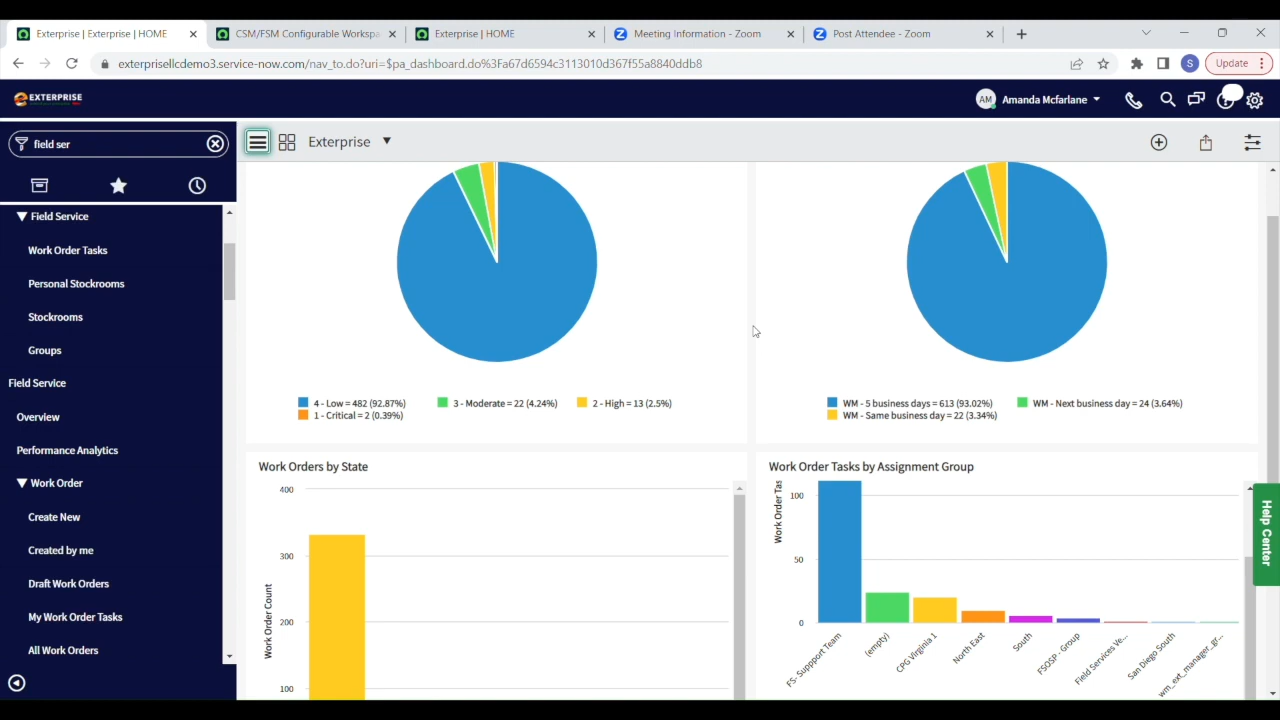 Enterprise | Enterprise | HOME
CSM/FSM Configurable Workspa
Enterprise | HOME
Meeting Information - Zoom
Post Attendee - Zoom
enterprisellcdemo3.service-now.com/nav_to.do?uri=$pa_dashboard.do%3Fa67d6594c3113010d367f55a8840ddb8
S
Update
EXTERPRISE
AM Amanda Mcfarlane
field ser
Enterprise
Field Service
Work Order Tasks
Personal Stockrooms
Stockrooms
Groups
Field Service
Overview
Performance Analytics
Work Order
Create New
Created by me
Draft Work Orders
My Work Order Tasks
All Work Orders
4 - Low = 482 (92.87%) 3 - Moderate = 22 (4.24%) 2 - High = 13 (2.5%)
1 - Critical = 2 (0.39%)
WM - 5 business days = 613 (93.02%) WM - Next business day = 24 (3.64%)
WM - Same business day = 22 (3.34%)
Work Orders by State
400
300
200
100
Work Order Count
Work Order Tasks by Assignment Group
Work Order Tas
100
50
0
FS- Suppport Team
(empty)
CPG Virginia 1
North East
South
FSOSP - Group
Field Services Ve...
San Diego South
wm_ext_manager_gr...
Help Center